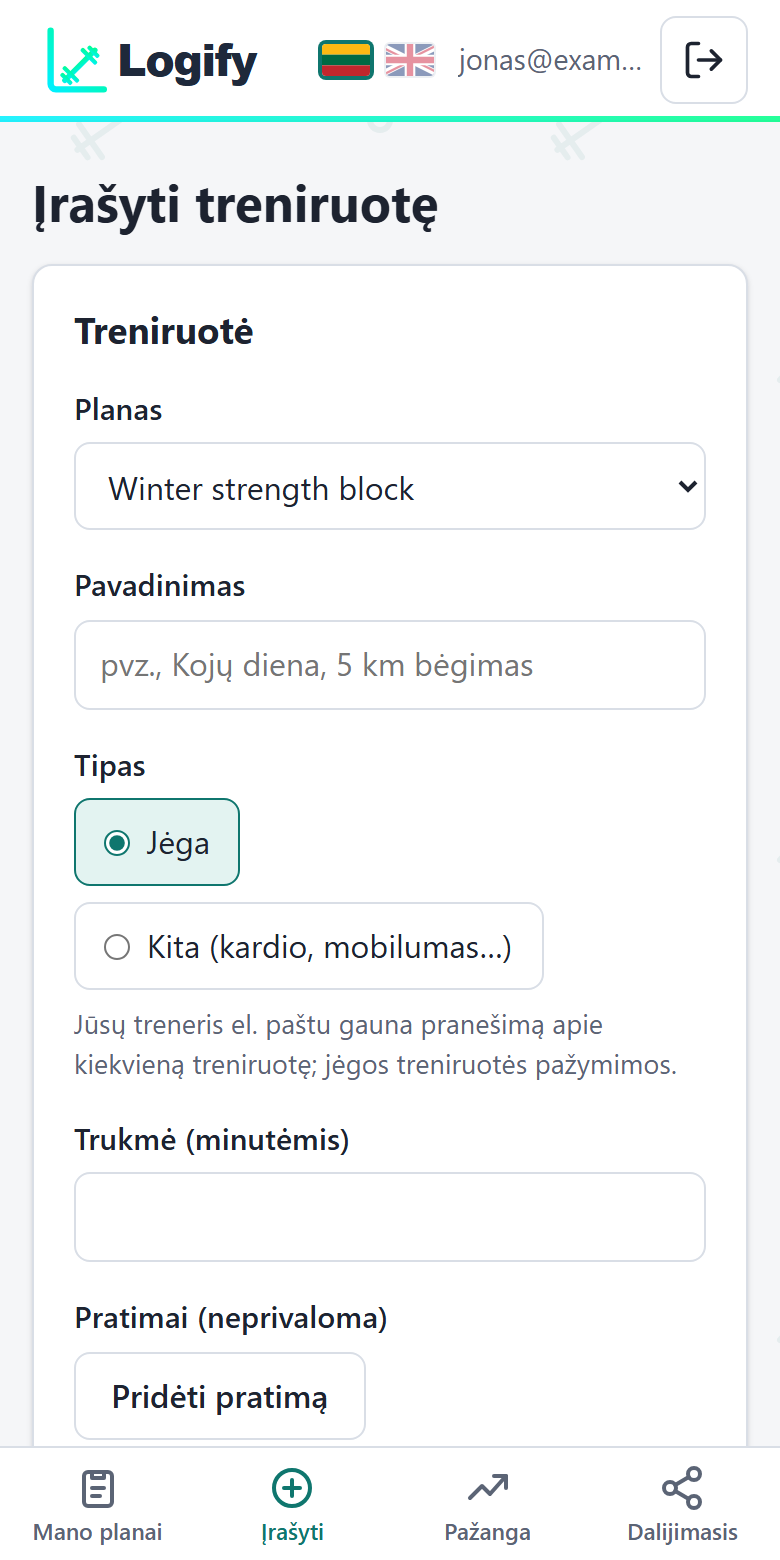 Logify
jonas@exam...
Įrašyti treniruotę
Treniruotė
Planas
Winter strength block
Pavadinimas
pvz., Kojų diena, 5 km bėgimas
Tipas
Jėga
Kita (kardio, mobilumas...)
Jūsų treneris el. paštu gauna pranešimą apie
kiekvieną treniruotę; jėgos treniruotės pažymimos.
Trukmė (minutėmis)
Pratimai (neprivaloma)
Pridėti pratimą
Mano planai
Įrašyti
Pažanga
Dalijimasis